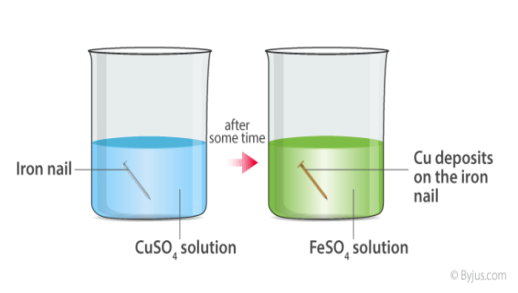 after
some time
Iron nail
Cu deposits
on the iron
nail
CuSO₄ solution
FeSO₄ solution
© Byjus.com